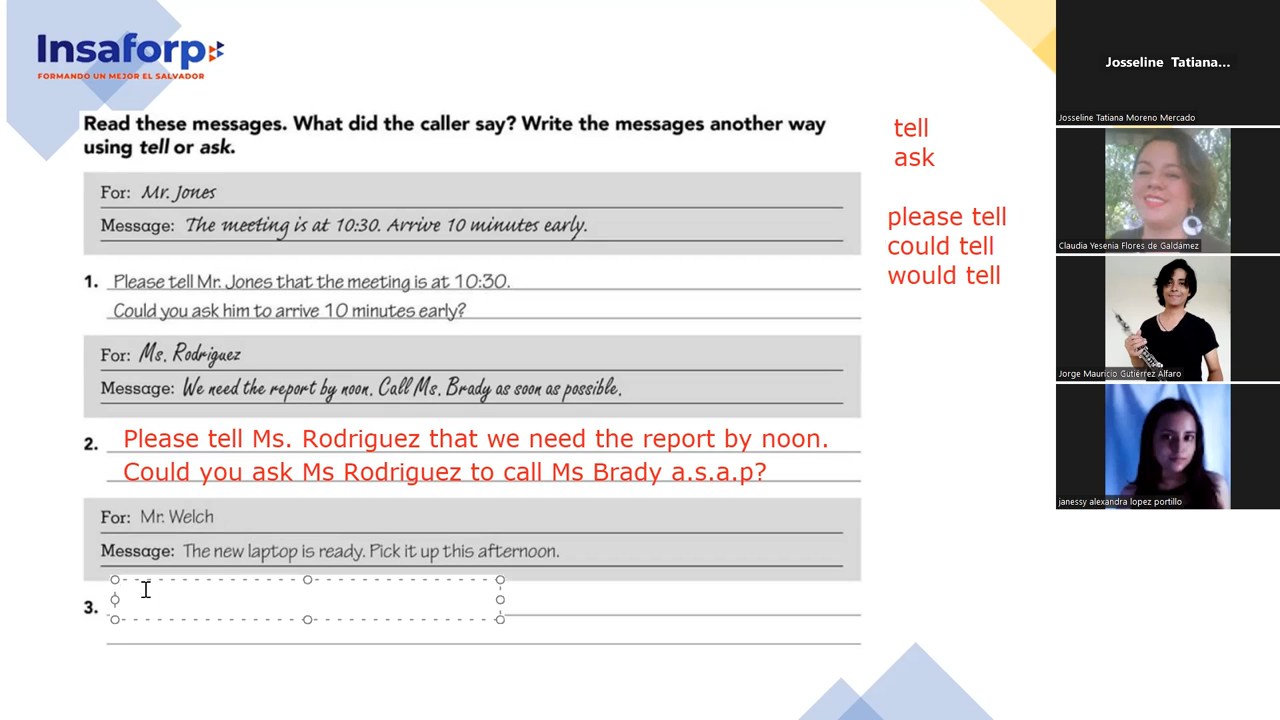 Insaforp
FORMANDO UN MEJOR EL SALVADOR
Read these messages. What did the caller say? Write the messages another way
using tell or ask.
For: Mr. Jones
Message: The meeting is at 10:30. Arrive 10 minutes early.
1. Please tell Mr. Jones that the meeting is at 10:30.
Could you ask him to arrive 10 minutes early?
For: Ms. Rodriguez
Message: We need the report by noon. Call Ms. Brady as soon as possible.
2. Please tell Ms. Rodriguez that we need the report by noon.
Could you ask Ms Rodriguez to call Ms Brady a.s.a.p?
For: Mr. Welch
Message: The new laptop is ready. Pick it up this afternoon.
3.
tell
ask
please tell
could tell
would tell
Josseline Tatiana...
Josseline Tatiana Moreno Mercado
Claudia Yesenia Flores de Galdámez
Jorge Mauricio Gutiérrez Alfaro
janessy alexandra lopez portillo